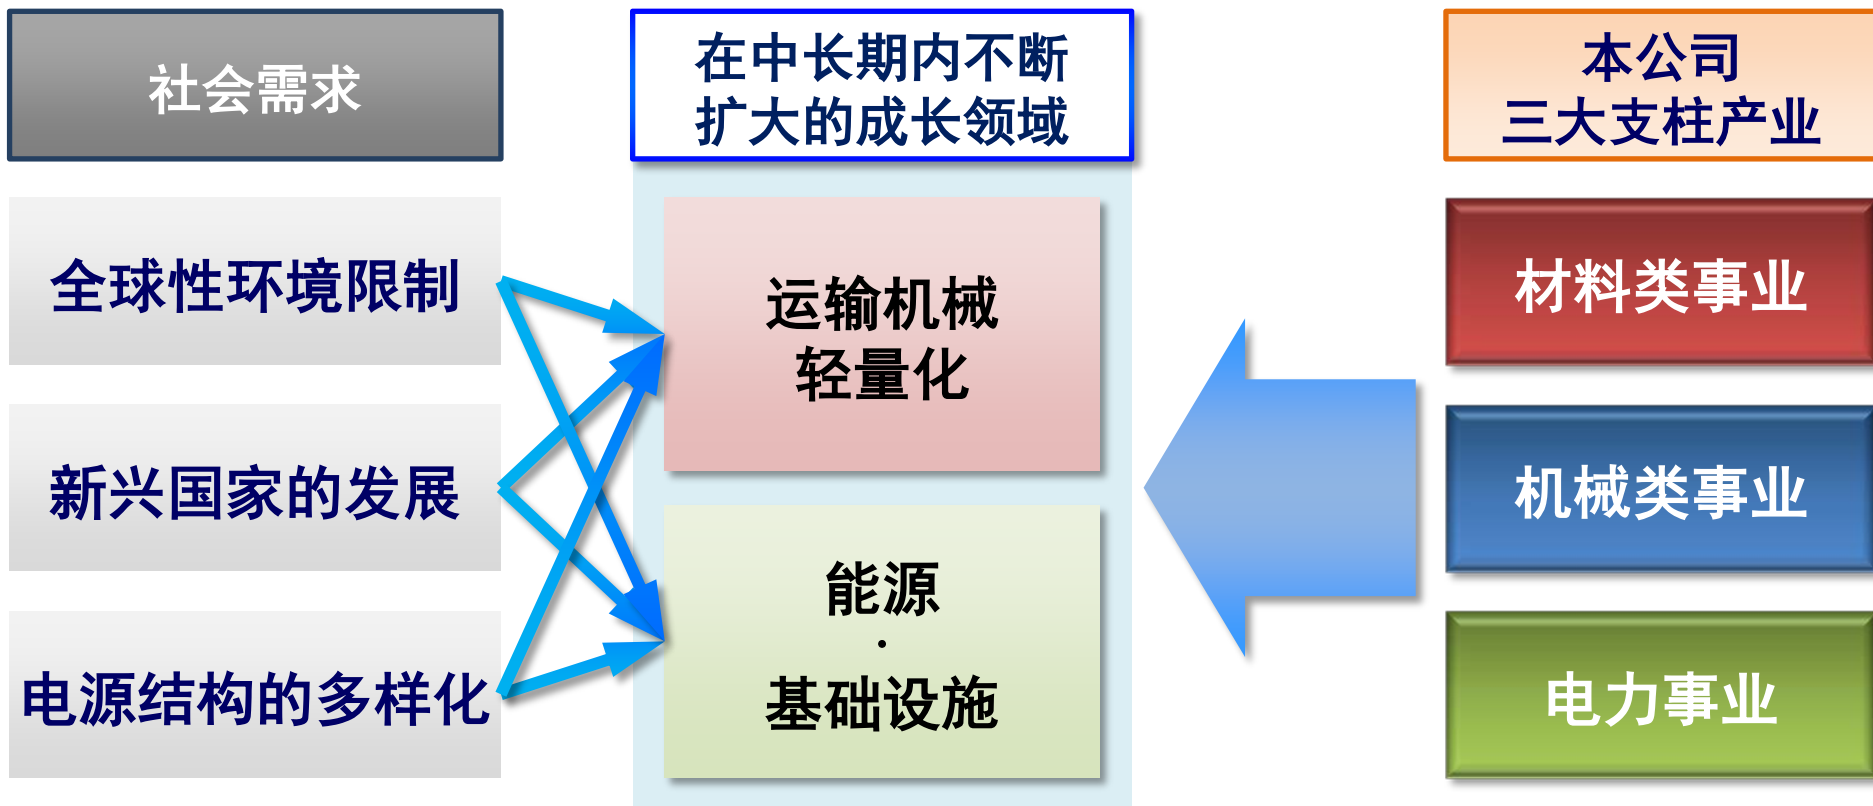 社会需求
在中长期内不断
扩大的成长领域
本公司
三大支柱产业
全球性环境限制
新兴国家的发展
电源结构的多样化
运输机械
轻量化
能源
·
基础设施
材料类事业
机械类事业
电力事业